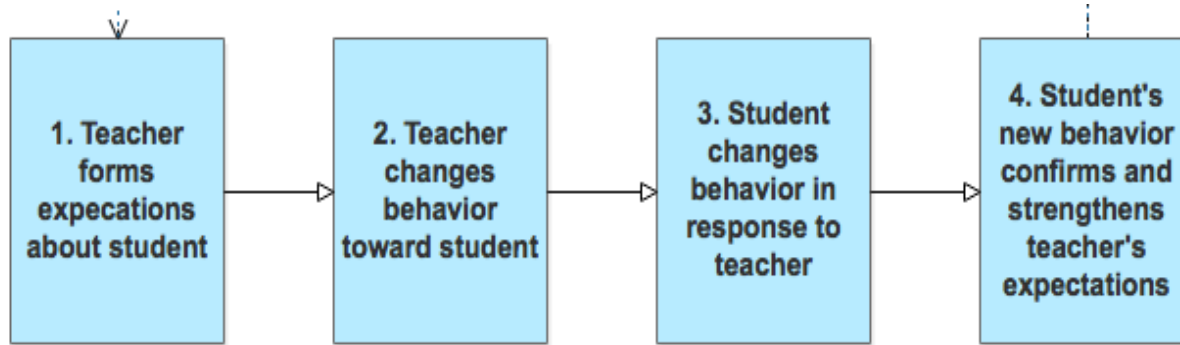 1. Teacher
forms
expecations
about student
2. Teacher
changes
behavior
toward student
3. Student
changes
behavior in
response to
teacher
4. Student's
new behavior
confirms and
strengthens
teacher's
expectations